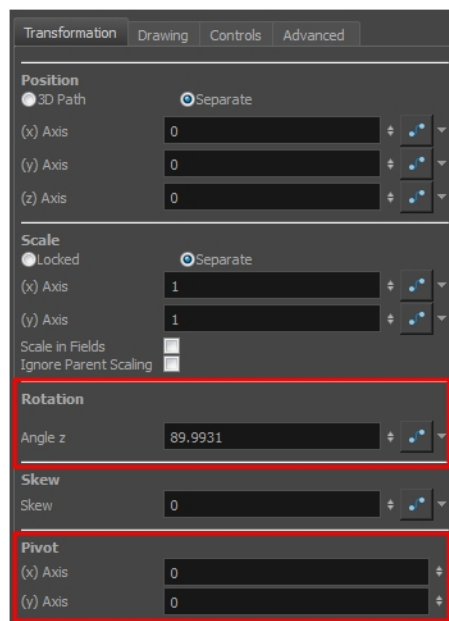 Transformation Drawing Controls Advanced
Position
3D Path Separate
(x) Axis 0
(y) Axis 0
(z) Axis 0
Scale
Locked Separate
(x) Axis 1
(y) Axis 1
Scale in Fields
Ignore Parent Scaling
Rotation
Angle z 89.9931
Skew
Skew 0
Pivot
(x) Axis 0
(y) Axis 0